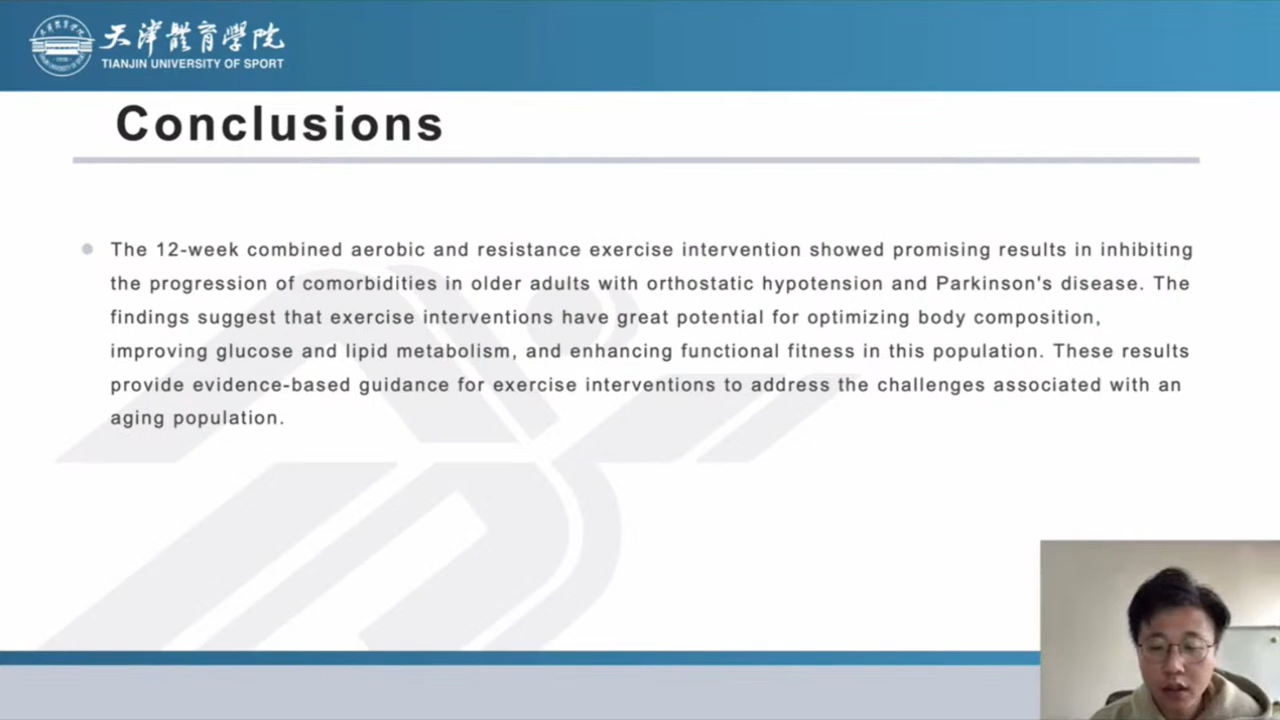 天津體育學院
TIANJIN UNIVERSITY OF SPORT
Conclusions
The 12-week combined aerobic and resistance exercise intervention showed promising results in inhibiting
the progression of comorbidities in older adults with orthostatic hypotension and Parkinson's disease. The
findings suggest that exercise interventions have great potential for optimizing body composition,
improving glucose and lipid metabolism, and enhancing functional fitness in this population. These results
provide evidence-based guidance for exercise interventions to address the challenges associated with an
aging population.